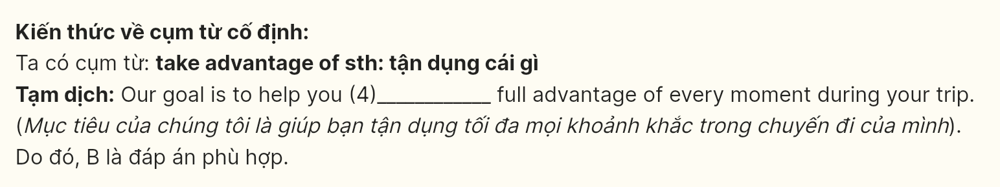 Kiến thức về cụm từ cố định:
Ta có cụm từ: take advantage of sth: tận dụng cái gì
Tạm dịch: Our goal is to help you (4)____________ full advantage of every moment during your trip.
(Mục tiêu của chúng tôi là giúp bạn tận dụng tối đa mọi khoảnh khắc trong chuyến đi của mình).
Do đó, B là đáp án phù hợp.